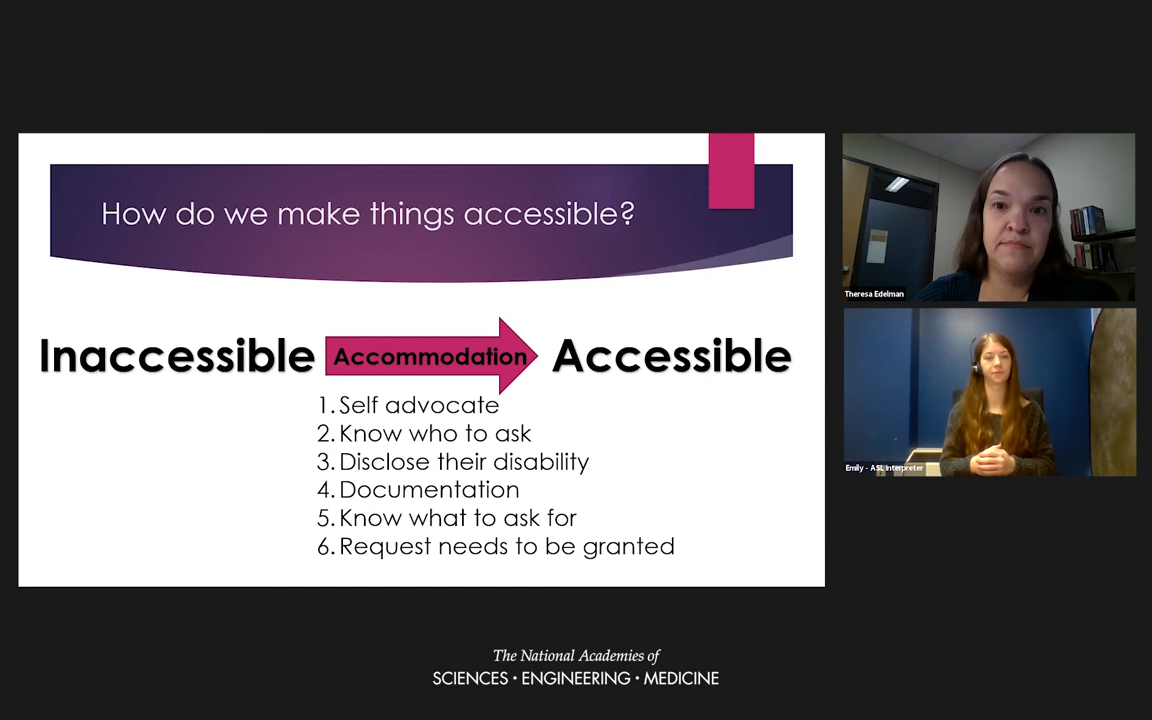 How do we make things accessible?
Inaccessible Accommodation Accessible
1. Self advocate
2. Know who to ask
3. Disclose their disability
4. Documentation
5. Know what to ask for
6. Request needs to be granted
Theresa Edelman
Emily - ASL Interpreter
The National Academies of
SCIENCES • ENGINEERING • MEDICINE